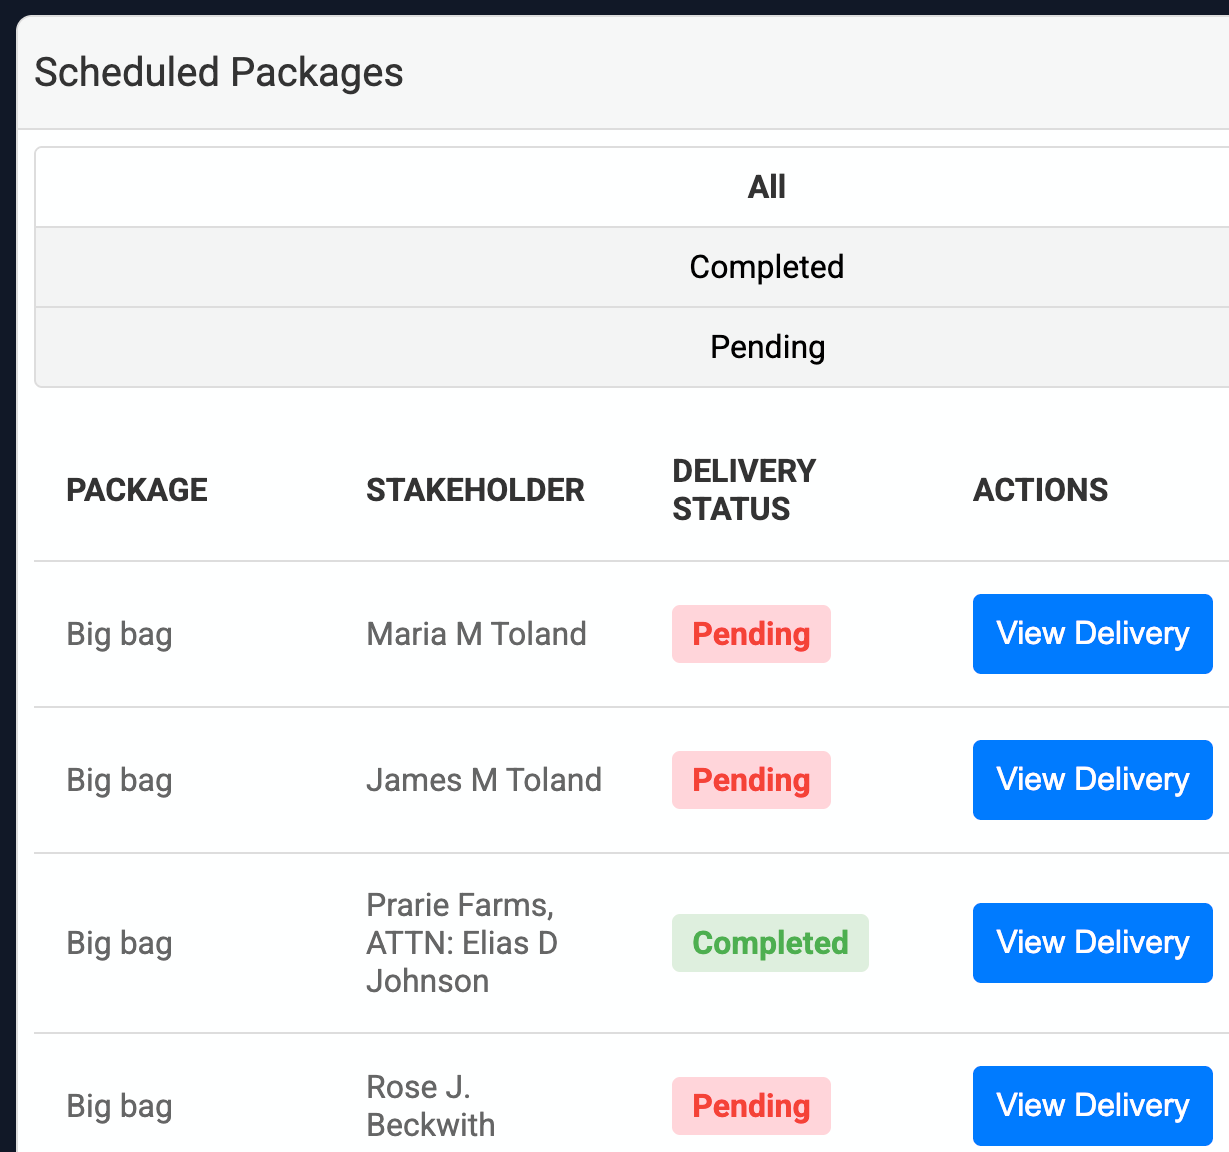 Scheduled Packages
All
Completed
Pending
PACKAGE
STAKEHOLDER
DELIVERY
STATUS
ACTIONS
Big bag
Maria M Toland
Pending
View Delivery
Big bag
James M Toland
Pending
View Delivery
Big bag
Prarie Farms,
ATTN: Elias D
Johnson
Completed
View Delivery
Big bag
Rose J.
Beckwith
Pending
View Delivery